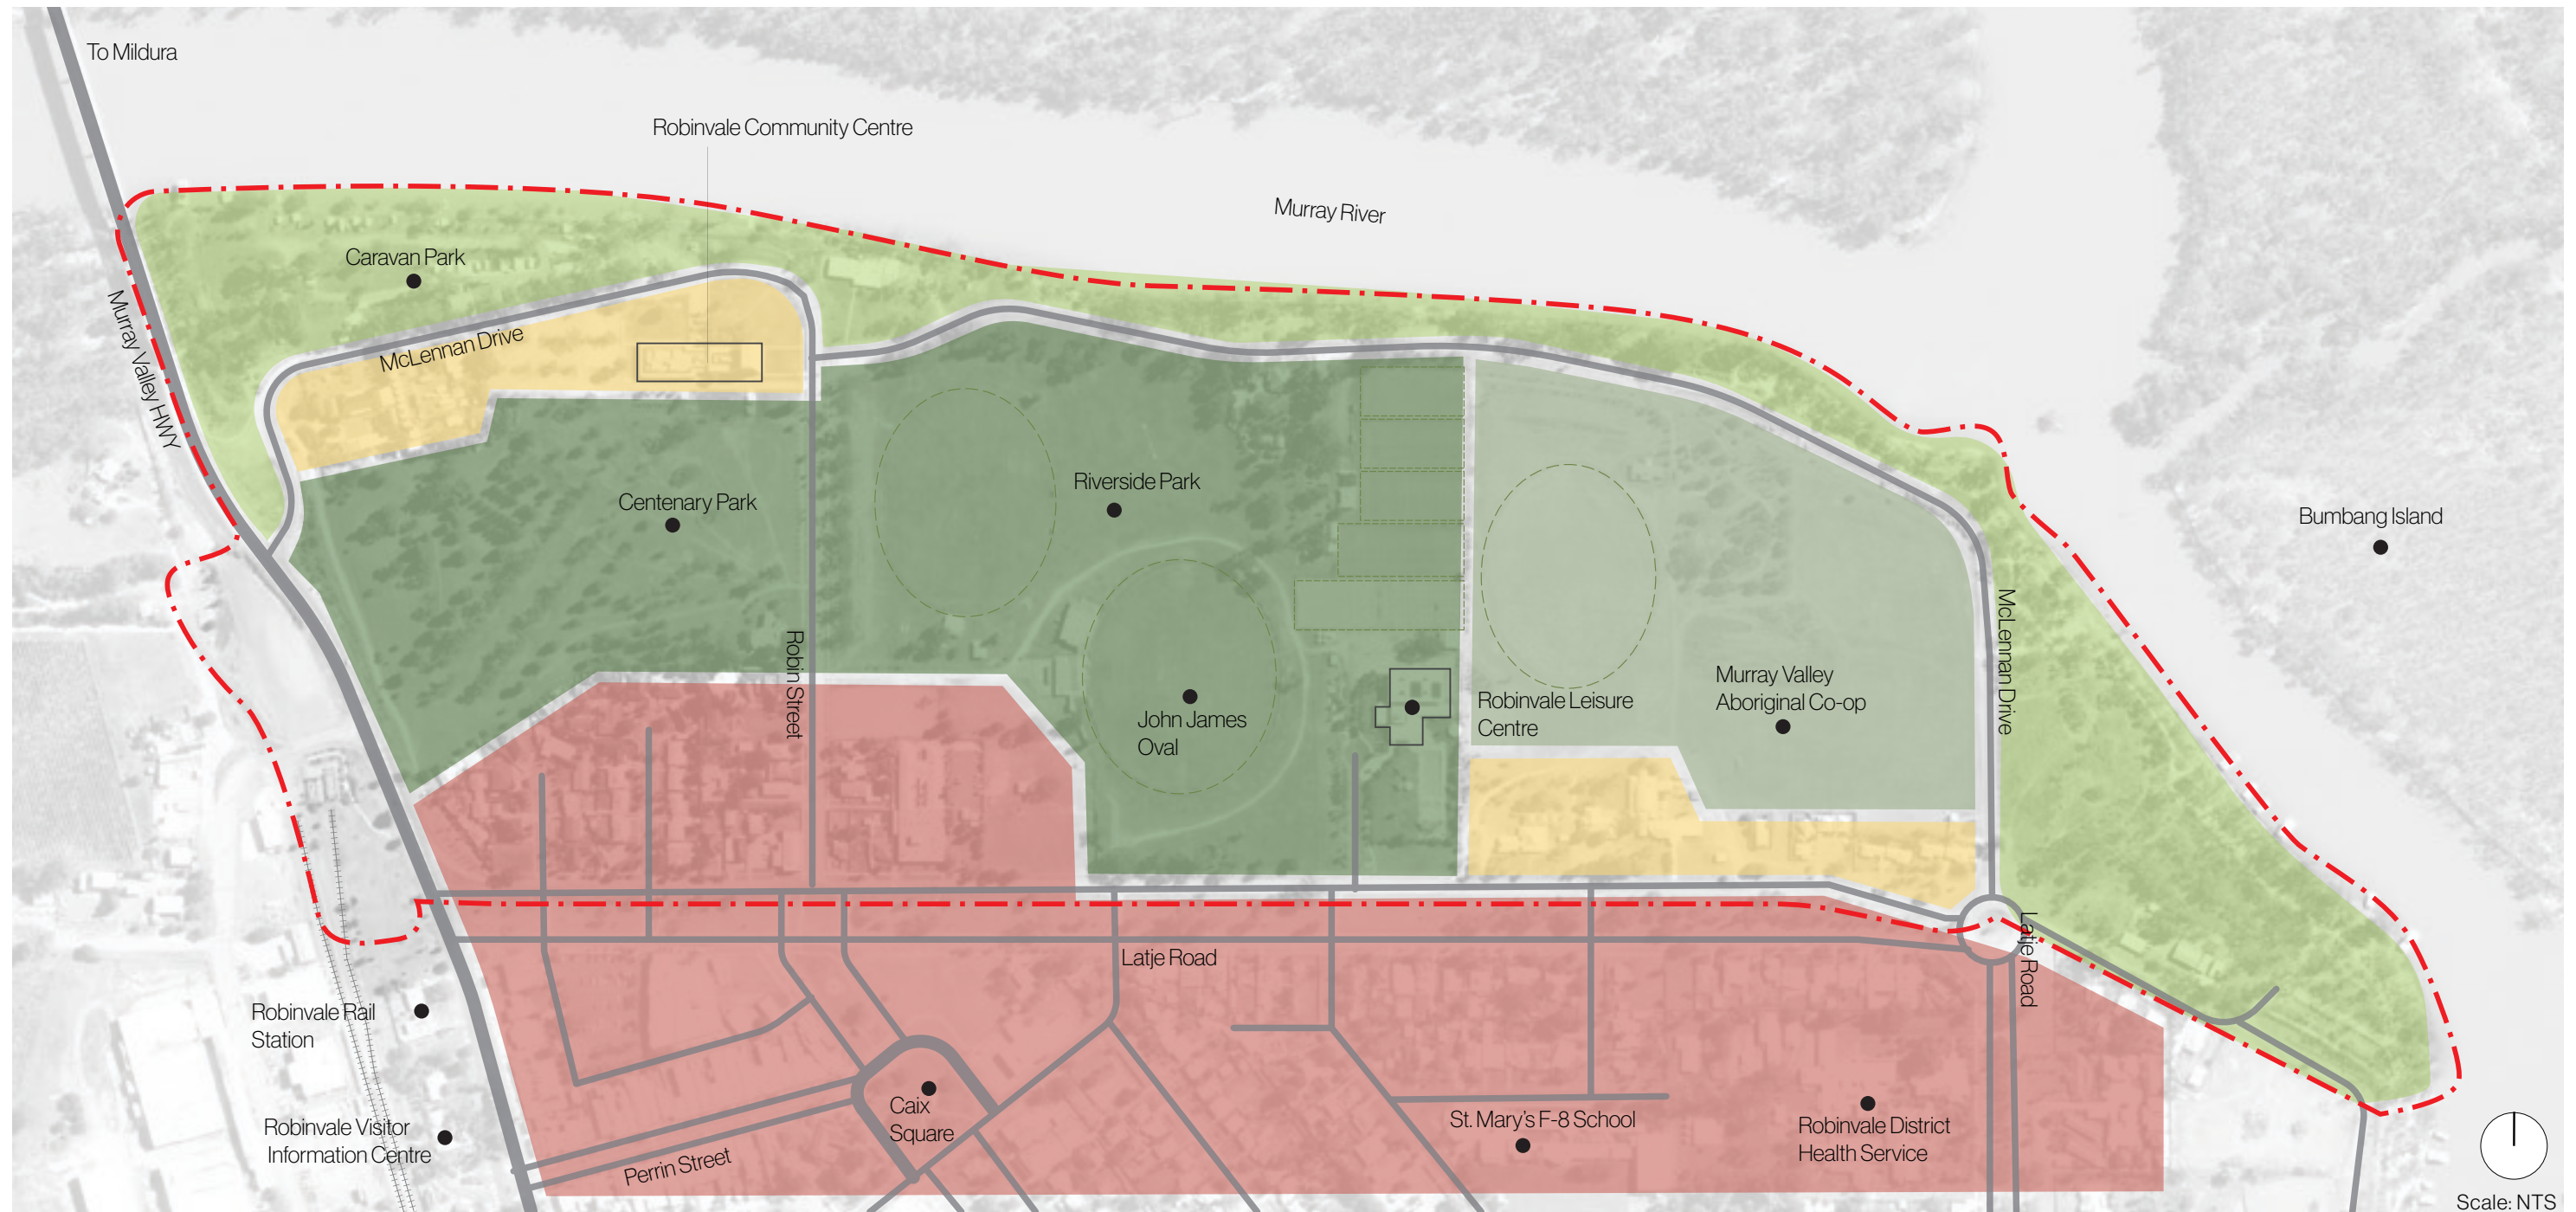 To Mildura
Robinvale Community Centre
Murray River
Caravan Park
McLennan Drive
Murray Valley HWY
Centenary Park
Riverside Park
Bumbang Island
Robin Street
John James
Oval
Robinvale Leisure
Centre
Murray Valley
Aboriginal Co-op
McLennan Drive
Latje Road
Latje Road
Robinvale Rail
Station
Robinvale Visitor
Information Centre
Caix
Square
Perrin Street
St. Mary's F-8 School
Robinvale District
Health Service
Scale: NTS